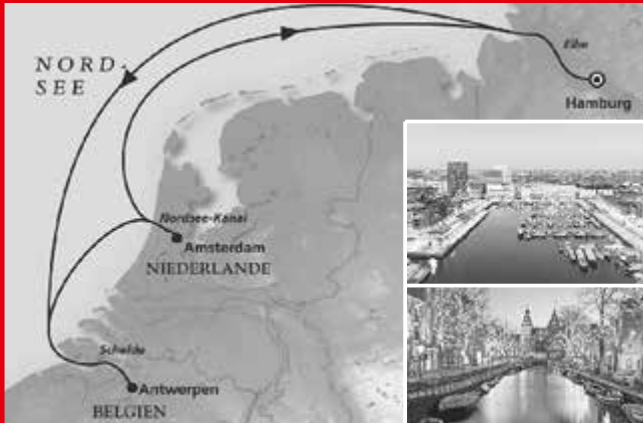 NORD-
SEE
Elbe
Hamburg
Nordsee-Kanal
Amsterdam
NIEDERLANDE
Schelde
Antwerpen
BELGIEN